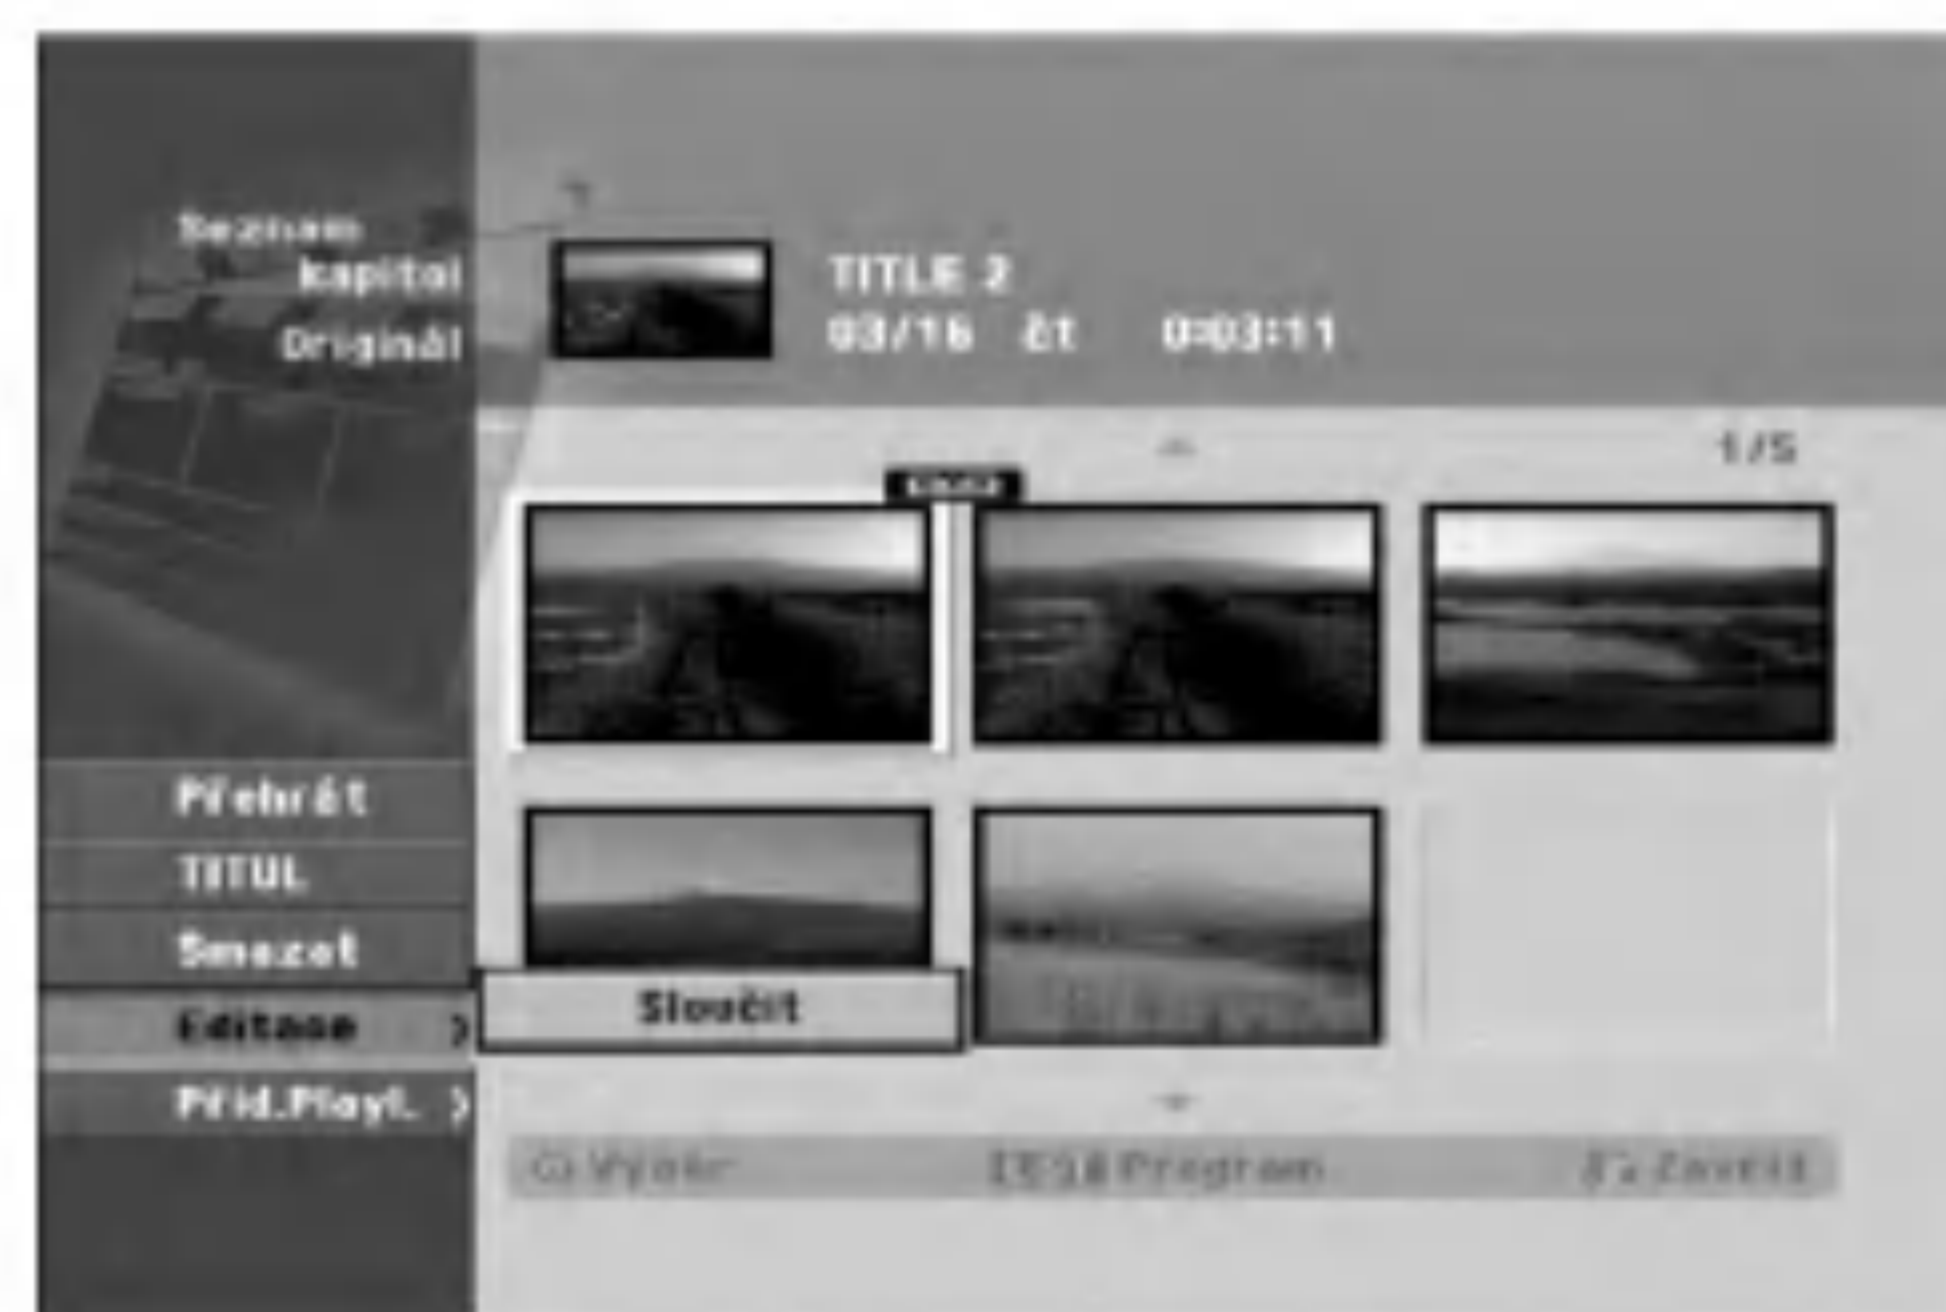 Seznam
kapitol
Originál
TITLE 2
03/16 čt 0:03:11
1/5
Přehrát
TITUL
Smazat
Editace
Sloučit
Přid.Playl.
Program
Zavřít